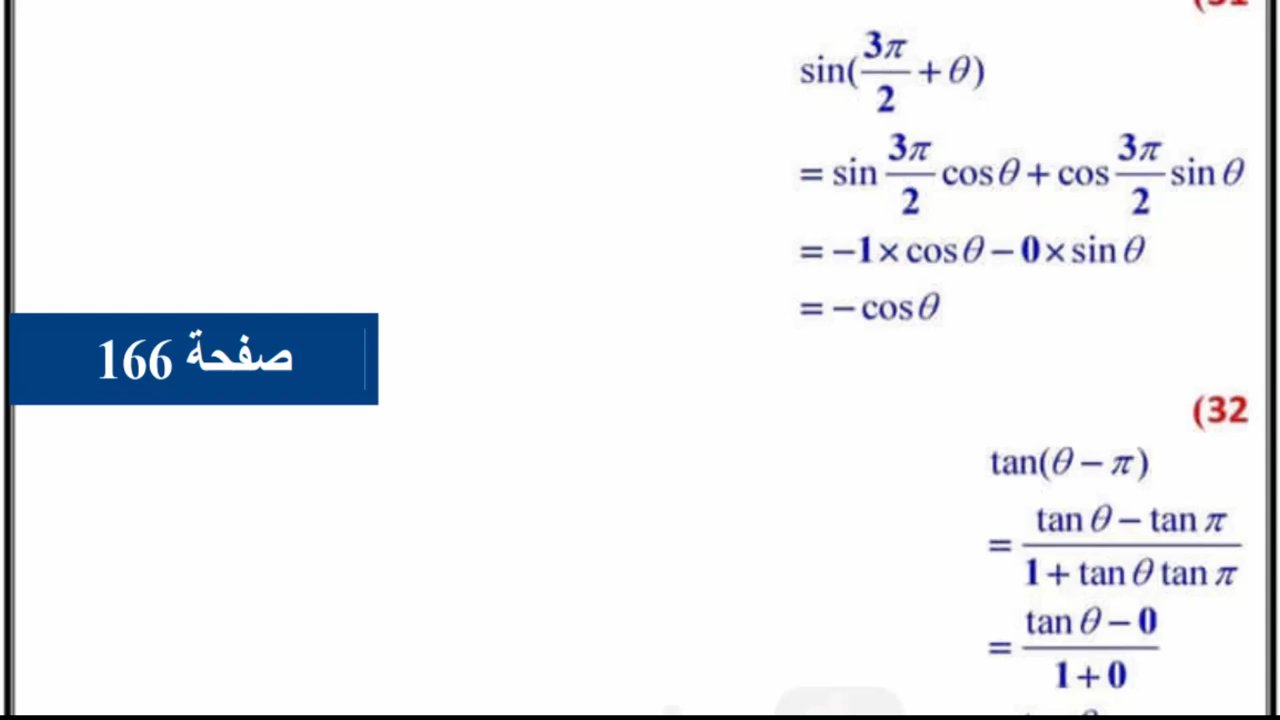 sin(3π/2 + θ)
= sin 3π/2 cos θ + cos 3π/2 sin θ
= −1 × cos θ − 0 × sin θ
= − cos θ
صفحة 166
(32
tan(θ − π)
= (tan θ − tan π)/(1 + tan θ tan π)
= (tan θ − 0)/(1 + 0)